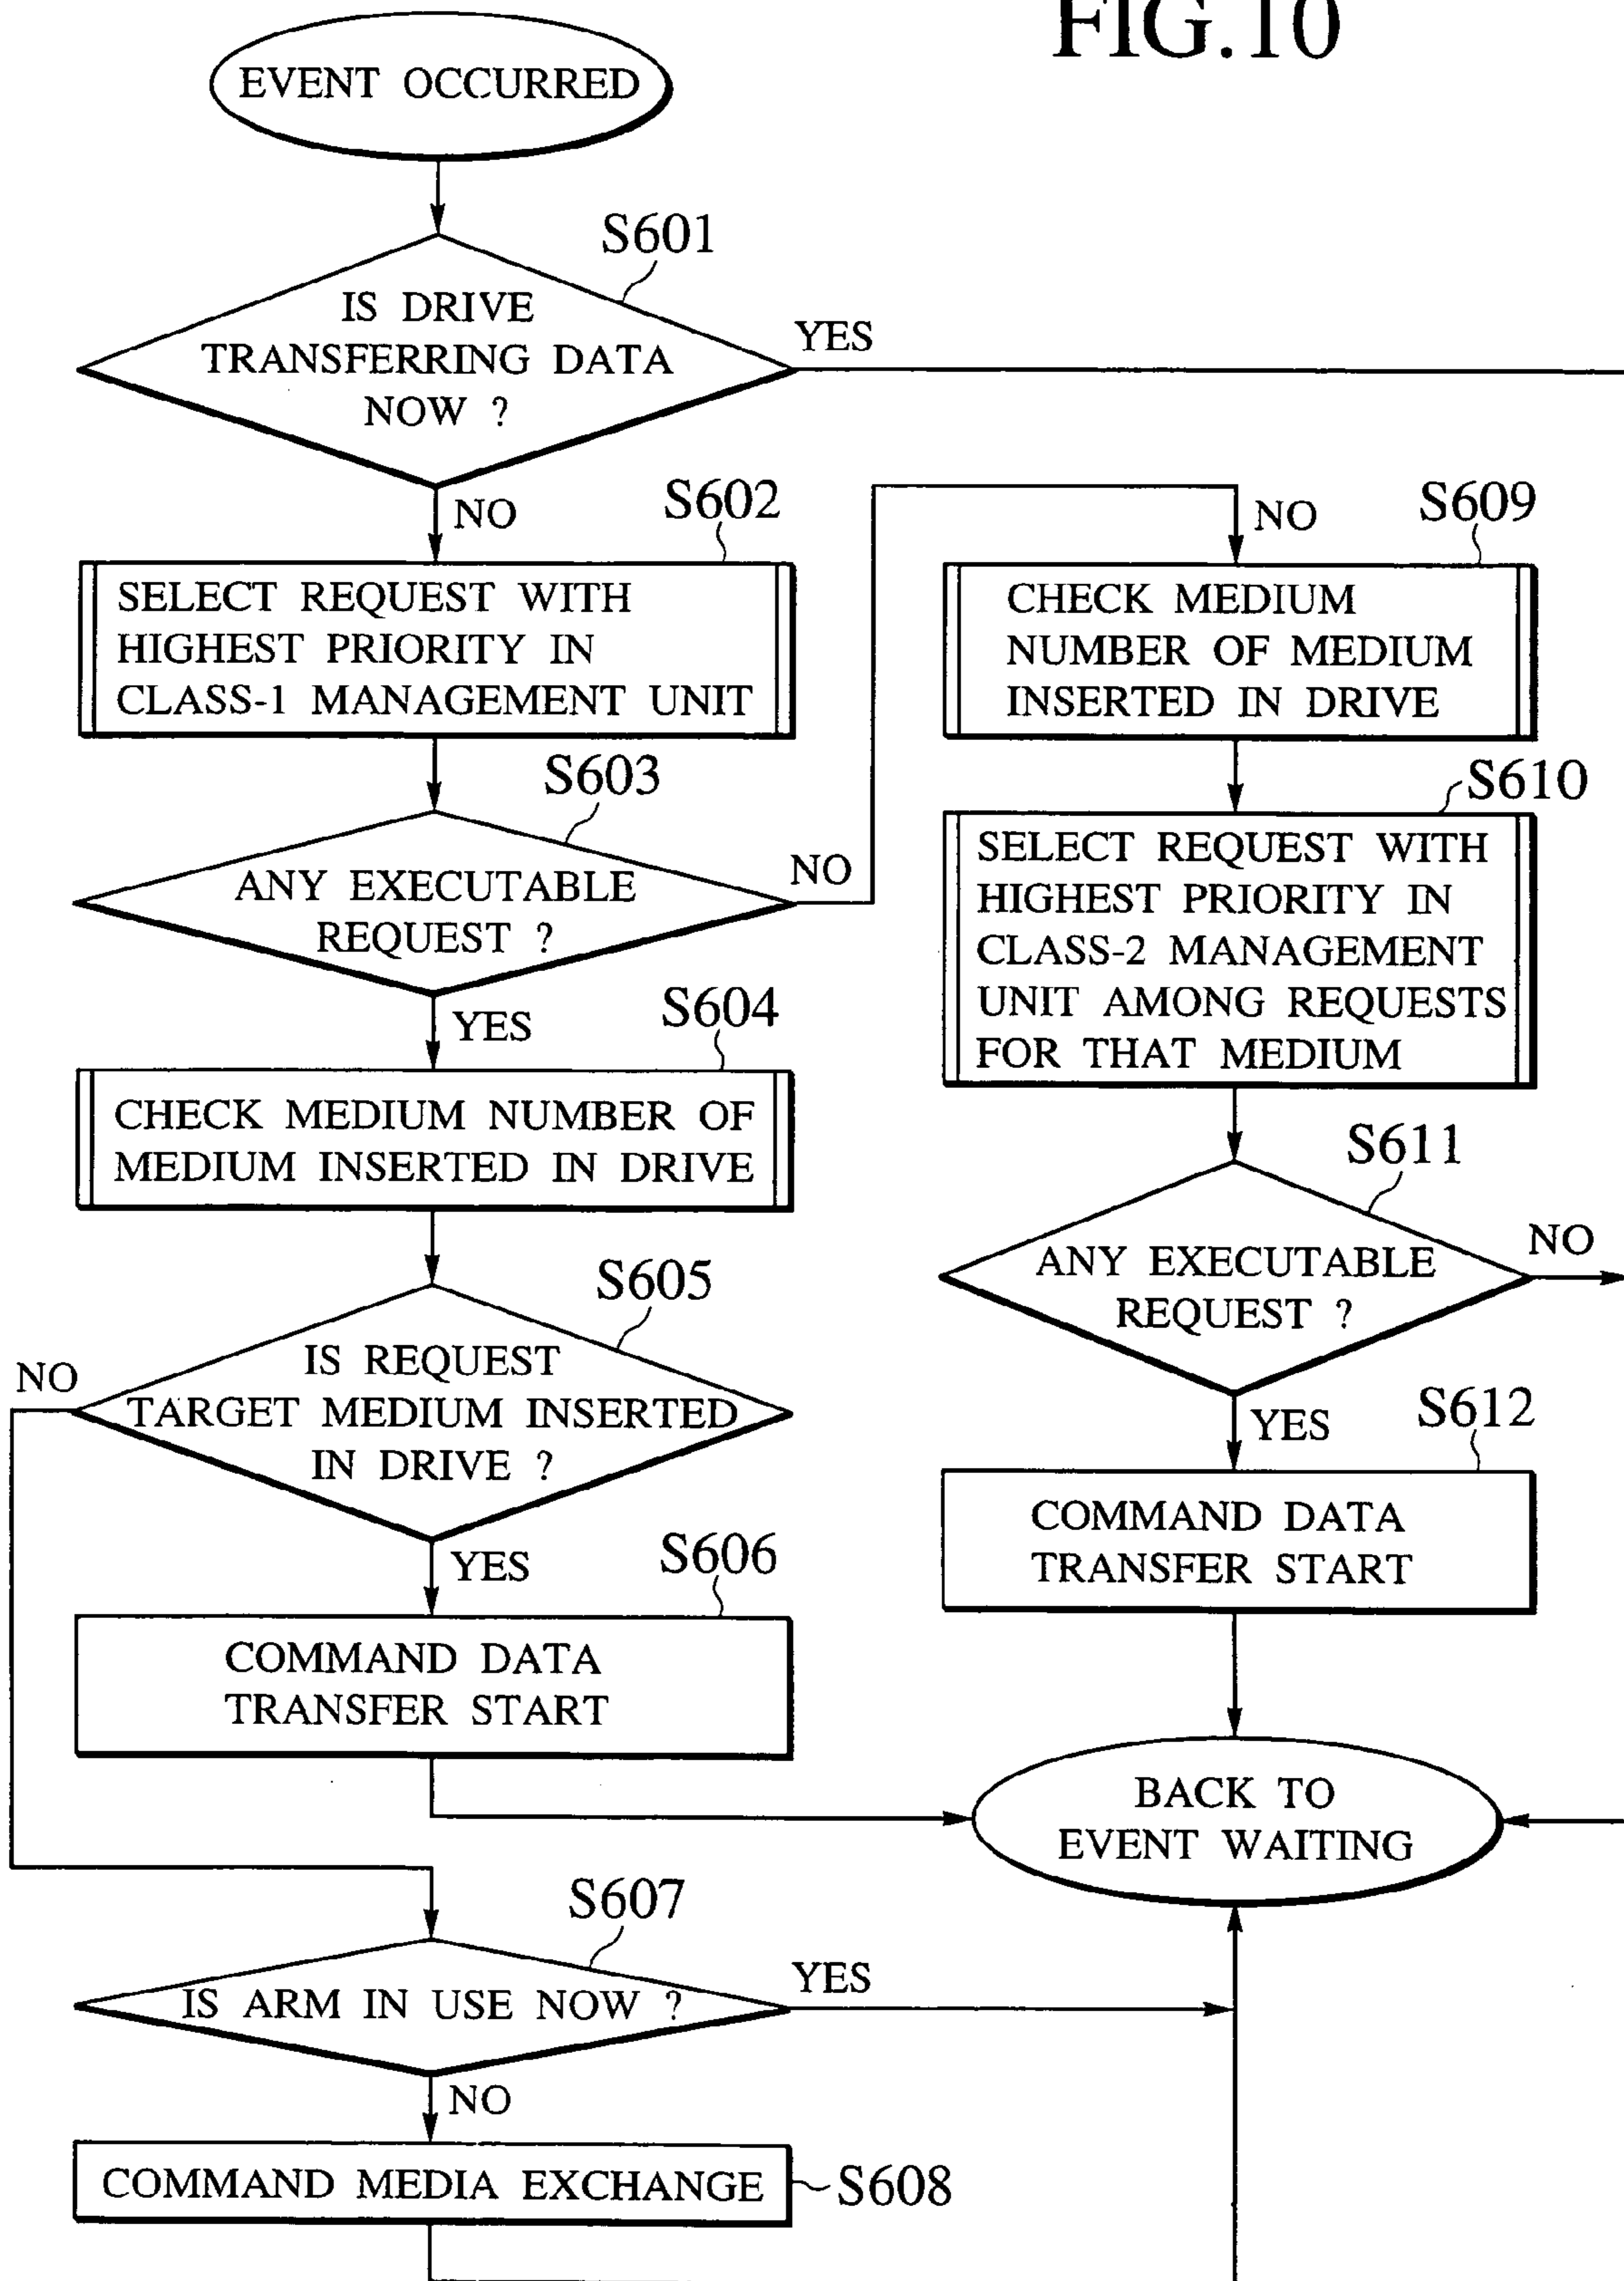 FIG.10
EVENT OCCURRED
S601
IS DRIVE
TRANSFERRING DATA
NOW ?
YES
NO
S602
SELECT REQUEST WITH
HIGHEST PRIORITY IN
CLASS-1 MANAGEMENT UNIT
S603
ANY EXECUTABLE
REQUEST ?
NO
YES
S604
CHECK MEDIUM NUMBER OF
MEDIUM INSERTED IN DRIVE
S605
IS REQUEST
TARGET MEDIUM INSERTED
IN DRIVE ?
NO
YES
S606
COMMAND DATA
TRANSFER START
S607
IS ARM IN USE NOW ?
YES
NO
COMMAND MEDIA EXCHANGE
S608
NO
S609
CHECK MEDIUM
NUMBER OF MEDIUM
INSERTED IN DRIVE
S610
SELECT REQUEST WITH
HIGHEST PRIORITY IN
CLASS-2 MANAGEMENT
UNIT AMONG REQUESTS
FOR THAT MEDIUM
S611
ANY EXECUTABLE
REQUEST ?
NO
YES
S612
COMMAND DATA
TRANSFER START
BACK TO
EVENT WAITING